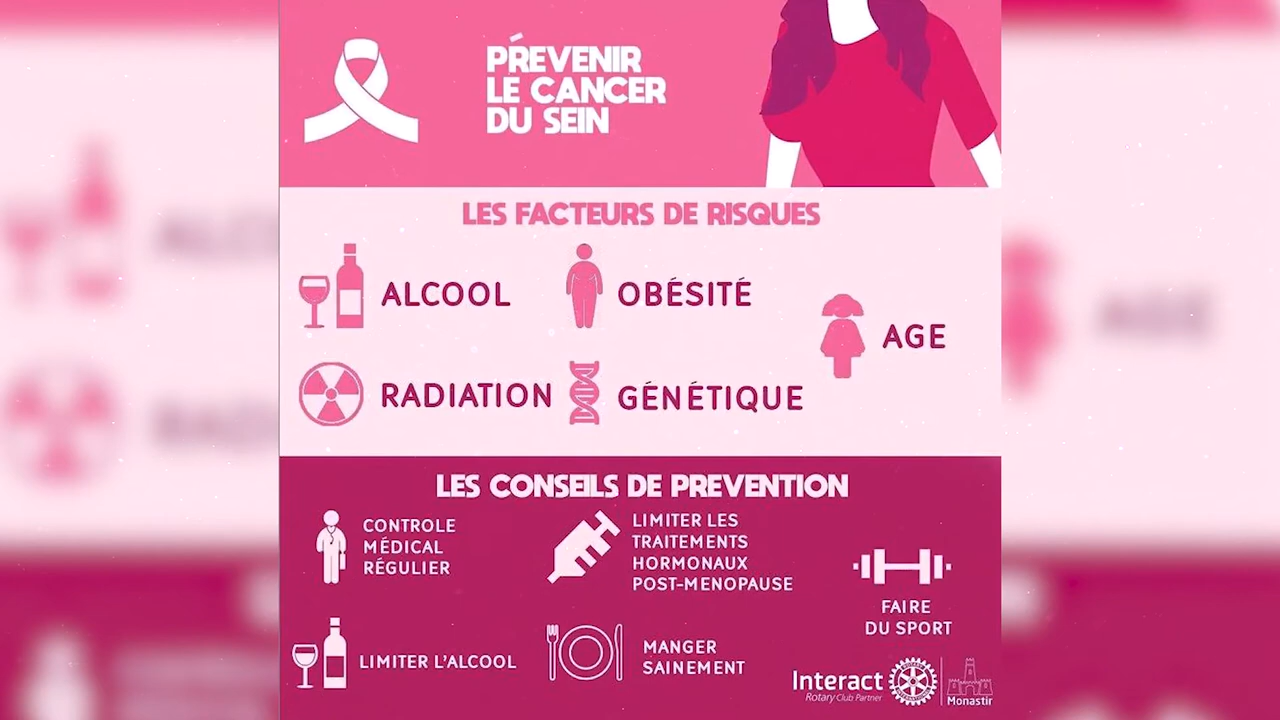 PRÉVENIR
LE CANCER
DU SEIN
LES FACTEURS DE RISQUES
ALCOOL
OBÉSITÉ
AGE
RADIATION
GÉNÉTIQUE
LES CONSEILS DE PREVENTION
CONTROLE
MÉDICAL
RÉGULIER
LIMITER LES
TRAITEMENTS
HORMONAUX
POST-MENOPAUSE
FAIRE
DU SPORT
LIMITER L'ALCOOL
MANGER
SAINEMENT
Interact
Rotary Club Partner
Monastir